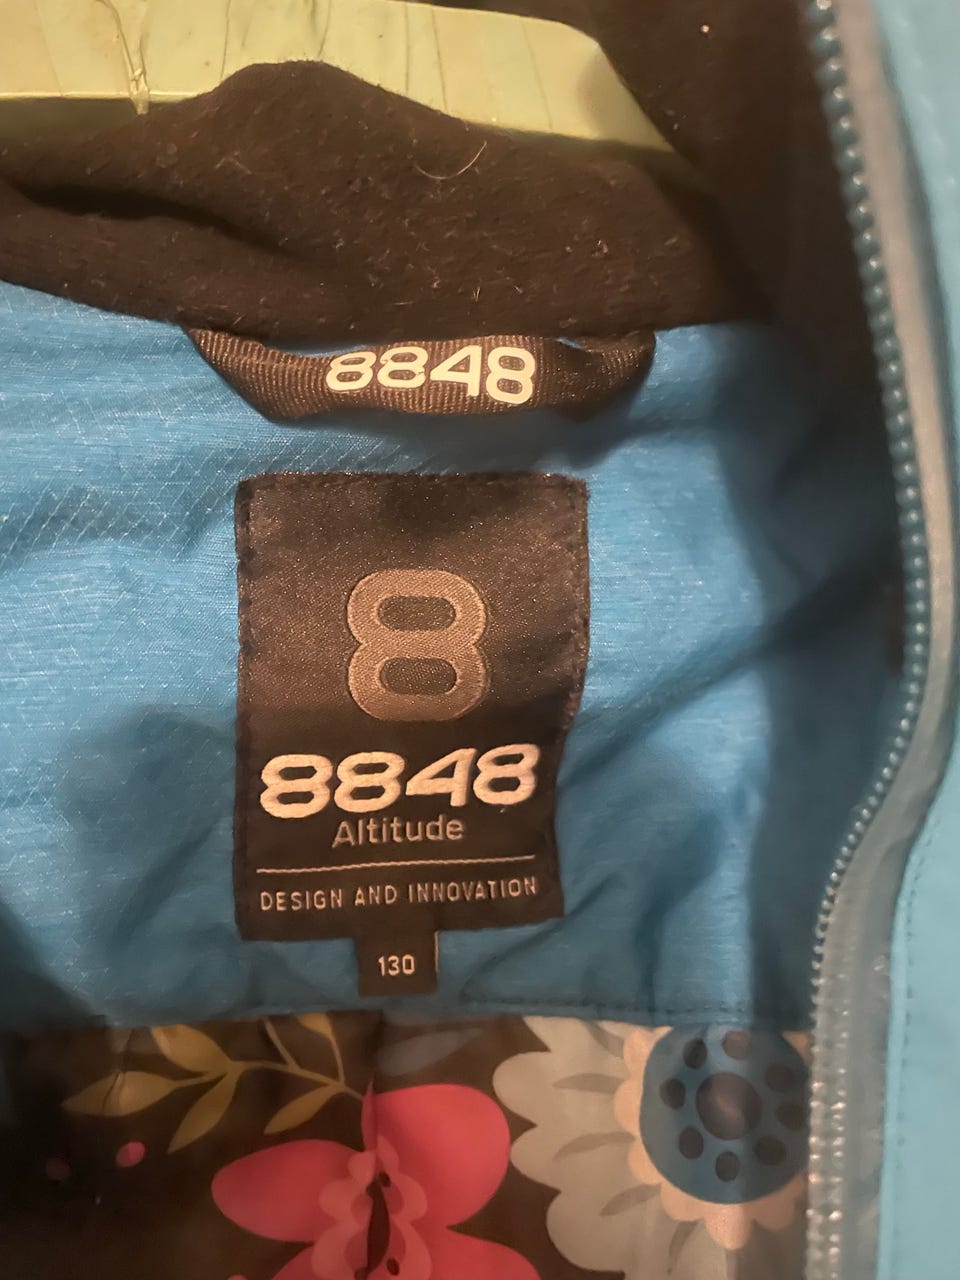 8848
8
8848
Altitude
DESIGN AND INNOVATION
130